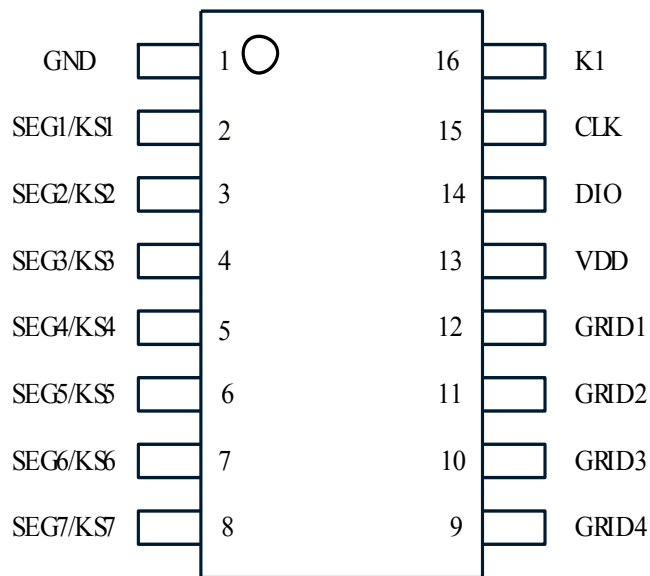 GND 1 16 K1
SEG1/KS1 2 15 CLK
SEG2/KS2 3 14 DIO
SEG3/KS3 4 13 VDD
SEG4/KS4 5 12 GRID1
SEG5/KS5 6 11 GRID2
SEG6/KS6 7 10 GRID3
SEG7/KS7 8 9 GRID4